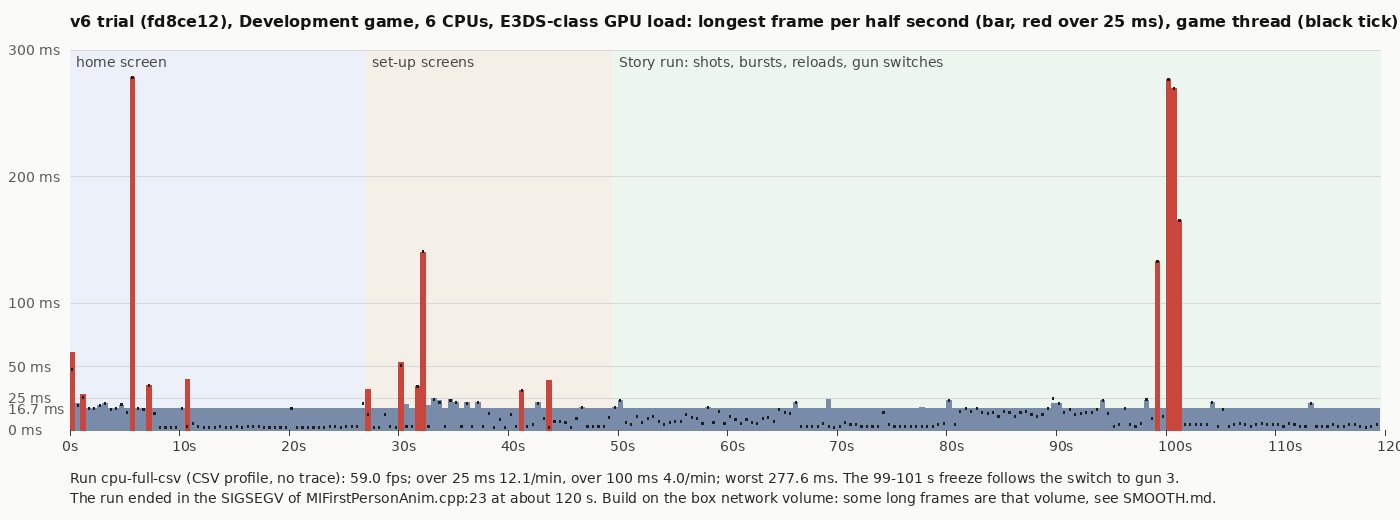 v6 trial (fd8ce12), Development game, 6 CPUs, E3DS-class GPU load: longest frame per half second (bar, red over 25 ms), game thread (black tick)
300 ms
home screen
set-up screens
Story run: shots, bursts, reloads, gun switches
200 ms
100 ms
50 ms
25 ms
16.7 ms
0 ms
0s 10s 20s 30s 40s 50s 60s 70s 80s 90s 100s 110s 120
Run cpu-full-csv (CSV profile, no trace): 59.0 fps; over 25 ms 12.1/min, over 100 ms 4.0/min; worst 277.6 ms. The 99-101 s freeze follows the switch to gun 3.
The run ended in the SIGSEGV of MIFirstPersonAnim.cpp:23 at about 120 s. Build on the box network volume: some long frames are that volume, see SMOOTH.md.